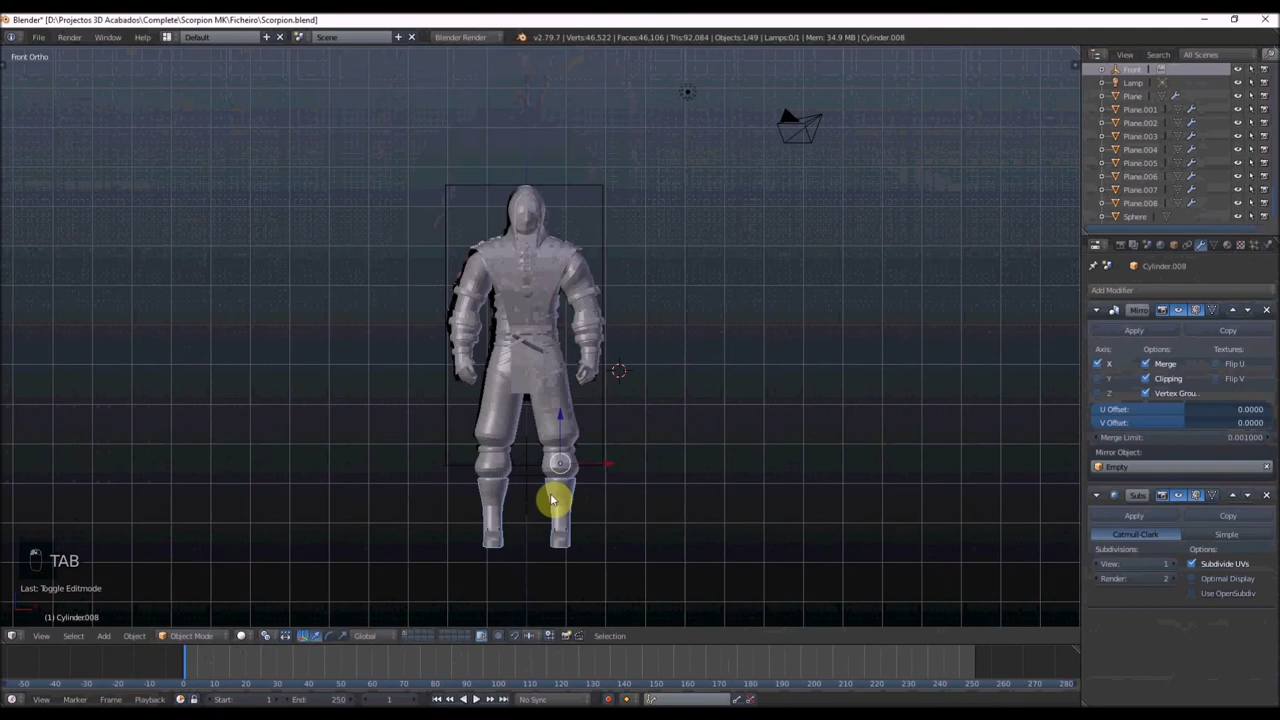 Blender* [D:\Projectos 3D Acabados\Complete\Scorpion MK\Ficheiro\Scorpion.blend]
File Render Window Help Default Scene Blender Render v2.79.7 | Verts:46,522 | Faces:46,106 | Tris:92,084 | Objects:1/49 | Lamps:0/1 | Mem: 34.9 MB | Cylinder.008
View Search All Scenes
Front Ortho
Front
Lamp
Plane
Plane.001
Plane.002
Plane.003
Plane.004
Plane.005
Plane.006
Plane.007
Plane.008
Sphere
Cylinder.008
Add Modifier
Mirro
Apply Copy
Axis: Options: Textures:
X Merge Flip U
Y Clipping Flip V
Z Vertex Grou..
U Offset: 0.0000
V Offset: 0.0000
Merge Limit: 0.001000
Mirror Object:
Empty
Subs
Apply Copy
Catmull-Clark Simple
Subdivisions: Options:
View: 1 Subdivide UVs
Render: 2 Optimal Display
Use OpenSubdiv
TAB
Last: Toggle Editmode
(1) Cylinder.008
View Select Add Object Object Mode Global Selection
-50 -40 -30 -20 -10 0 10 20 30 40 50 60 70 80 90 100 110 120 130 140 150 160 170 180 190 200 210 220 230 240 250 260 270 280
View Marker Frame Playback Start: 1 End: 250 1 No Sync